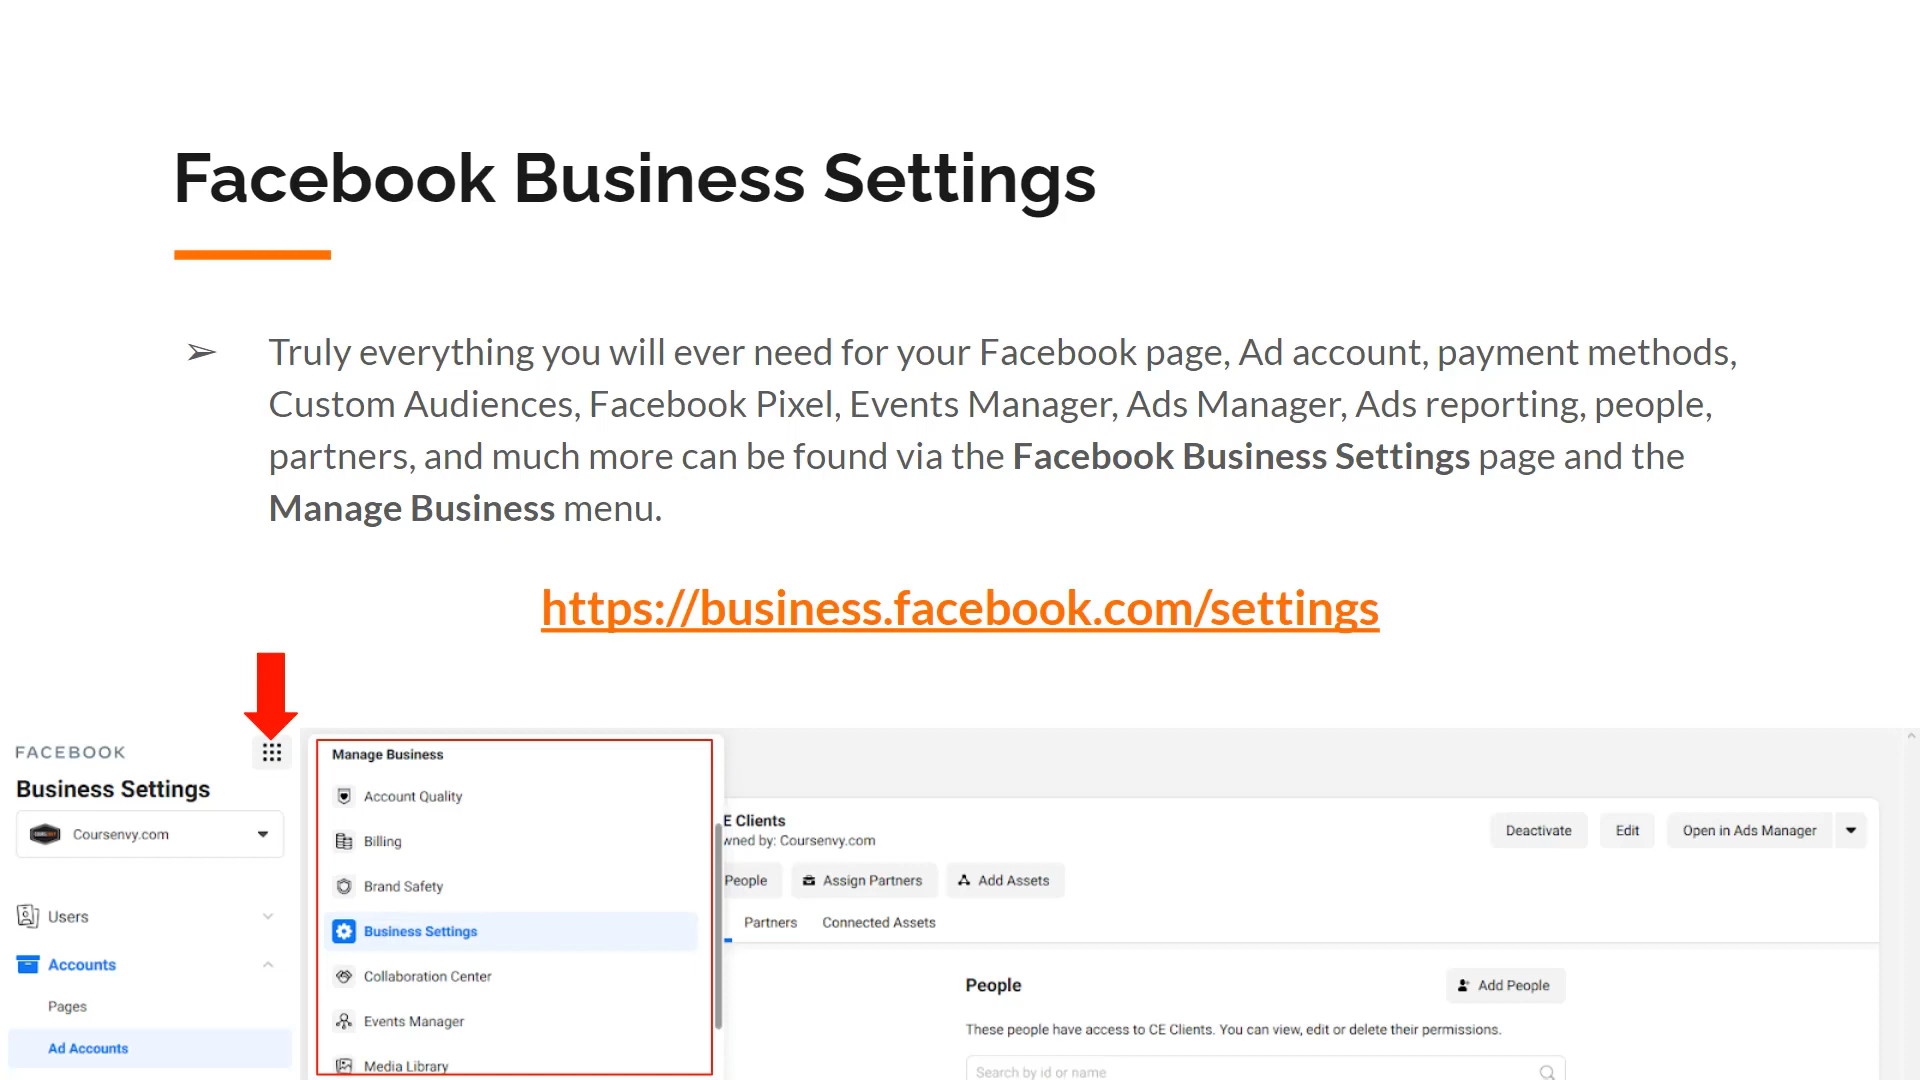 Facebook Business Settings
➢ Truly everything you will ever need for your Facebook page, Ad account, payment methods,
Custom Audiences, Facebook Pixel, Events Manager, Ads Manager, Ads reporting, people,
partners, and much more can be found via the Facebook Business Settings page and the
Manage Business menu.
https://business.facebook.com/settings
FACEBOOK
Business Settings
Coursenvy.com
Users
Accounts
Pages
Ad Accounts
Manage Business
Account Quality
Billing
Brand Safety
Business Settings
Collaboration Center
Events Manager
Media Library
E Clients
wned by: Coursenvy.com
Deactivate
Edit
Open in Ads Manager
People
Assign Partners
Add Assets
Partners
Connected Assets
People
Add People
These people have access to CE Clients. You can view, edit or delete their permissions.
Search by id or name